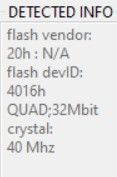 DETECTED INFO
flash vendor:
20h : N/A
flash devID:
4016h
QUAD;32Mbit
crystal:
40 Mhz